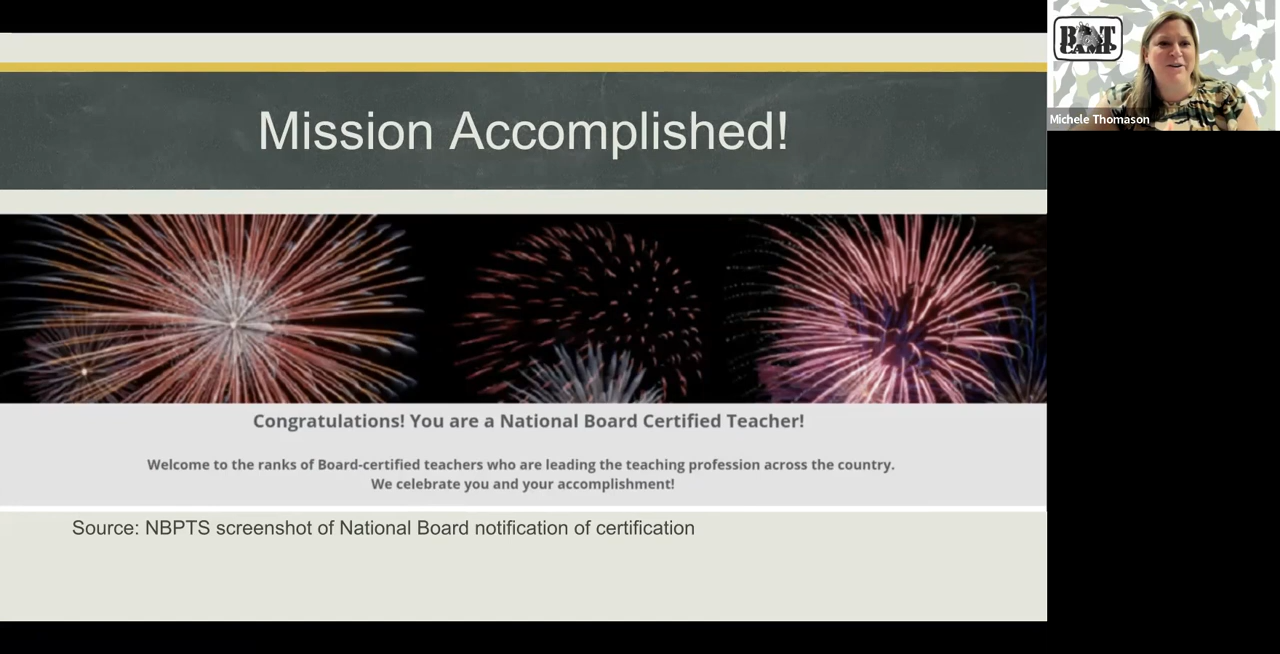 Mission Accomplished!
Congratulations! You are a National Board Certified Teacher!
Welcome to the ranks of Board-certified teachers who are leading the teaching profession across the country.
We celebrate you and your accomplishment!
Source: NBPTS screenshot of National Board notification of certification
BOOT
CAMP
Michele Thomason